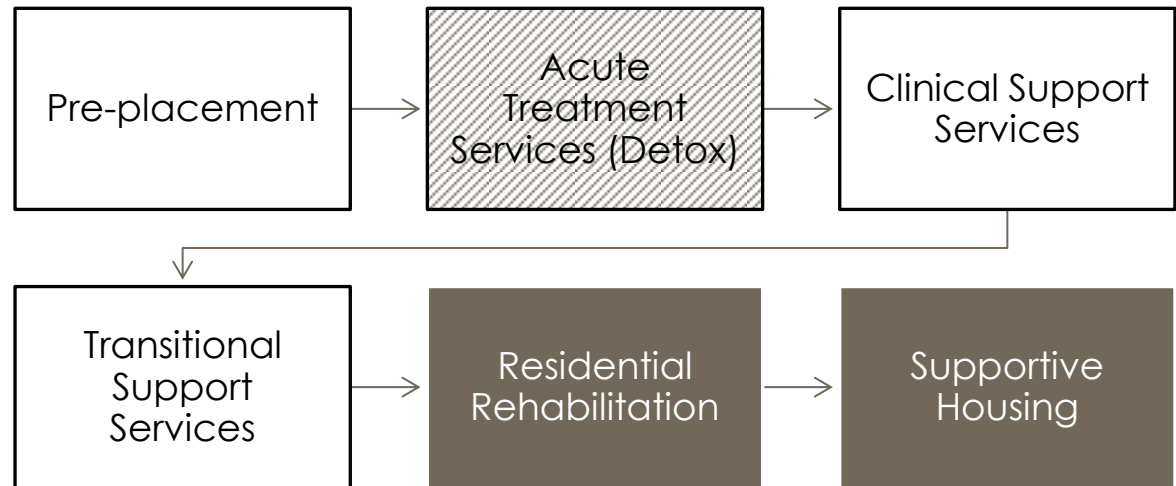 Pre-placement
Acute
Treatment
Services (Detox)
Clinical Support
Services
Transitional
Support
Services
Residential
Rehabilitation
Supportive
Housing